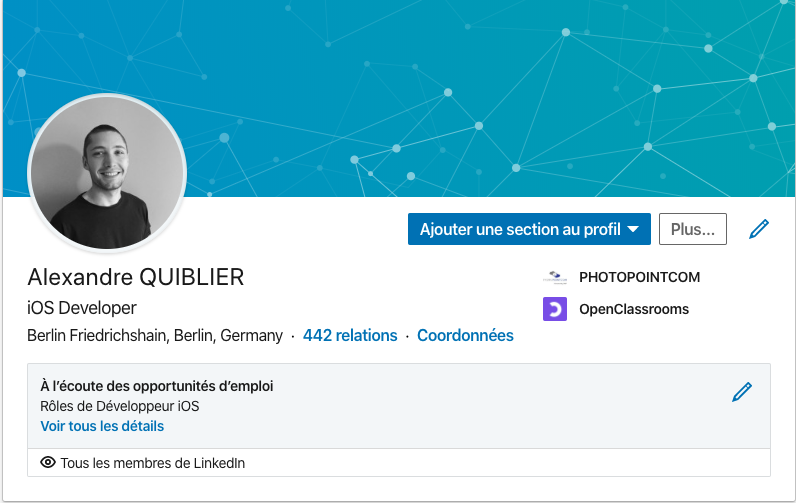 Ajouter une section au profil
Plus...
Alexandre QUIBLIER
iOS Developer
Berlin Friedrichshain, Berlin, Germany · 442 relations · Coordonnées
PHOTOPOINTCOM
OpenClassrooms
À l’écoute des opportunités d’emploi
Rôles de Développeur iOS
Voir tous les détails
Tous les membres de LinkedIn